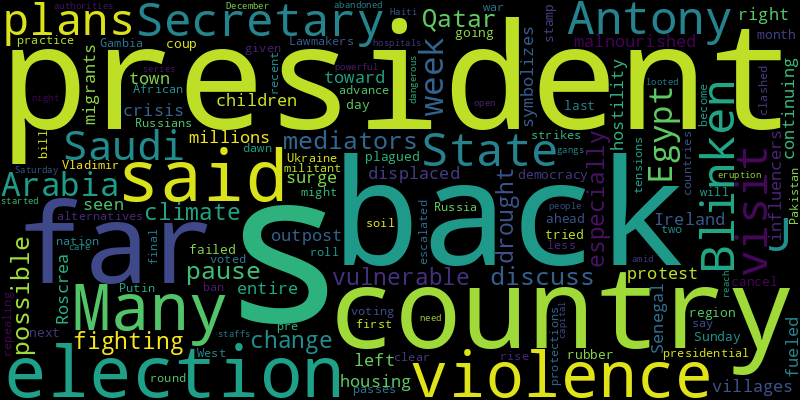 plans
Secretary
Qatar
Antony
right
president
December
abandoned
Haiti
war
stamp
authorities
practice
Gambia
coup
given
Lawmakers
going
malnourished
month
series
powerful
hospitals
town
African
recent
migrants
Russians
toward
week
dangerous
symbolizes
hostility
Egypt
clashed
looted
night
advance
open
children
day
last
become
continuing
crisis
millions
strikes
bill
Saudi
dawn
mediators
State
especially
Blinken
visit
influencers
Vladimir
Ukraine
plagued
democracy
gangs
tensions
countries
Saturday
said
militant
displaced
surge
might
Russia
people
will
eruption
Pakistan
Arabia
started
seen
climate
alternatives
far
s
back
soil
escalated
drought
ahead
tried
less
Ireland
two
J
nation
care
final
failed
outpost
amid
possible
Roscrea
Putin
voted
roll
pause
vulnerable
discuss
protest
reach
cancel
Many
ban
entire
country
Senegal
region
say
Sunday
repealing
next
West
staffs
pre
voting
first
need
capital
fighting
change
clear
rise
protections
rubber
presidential
fueled
election
round
left
housing
passes
violence
villages